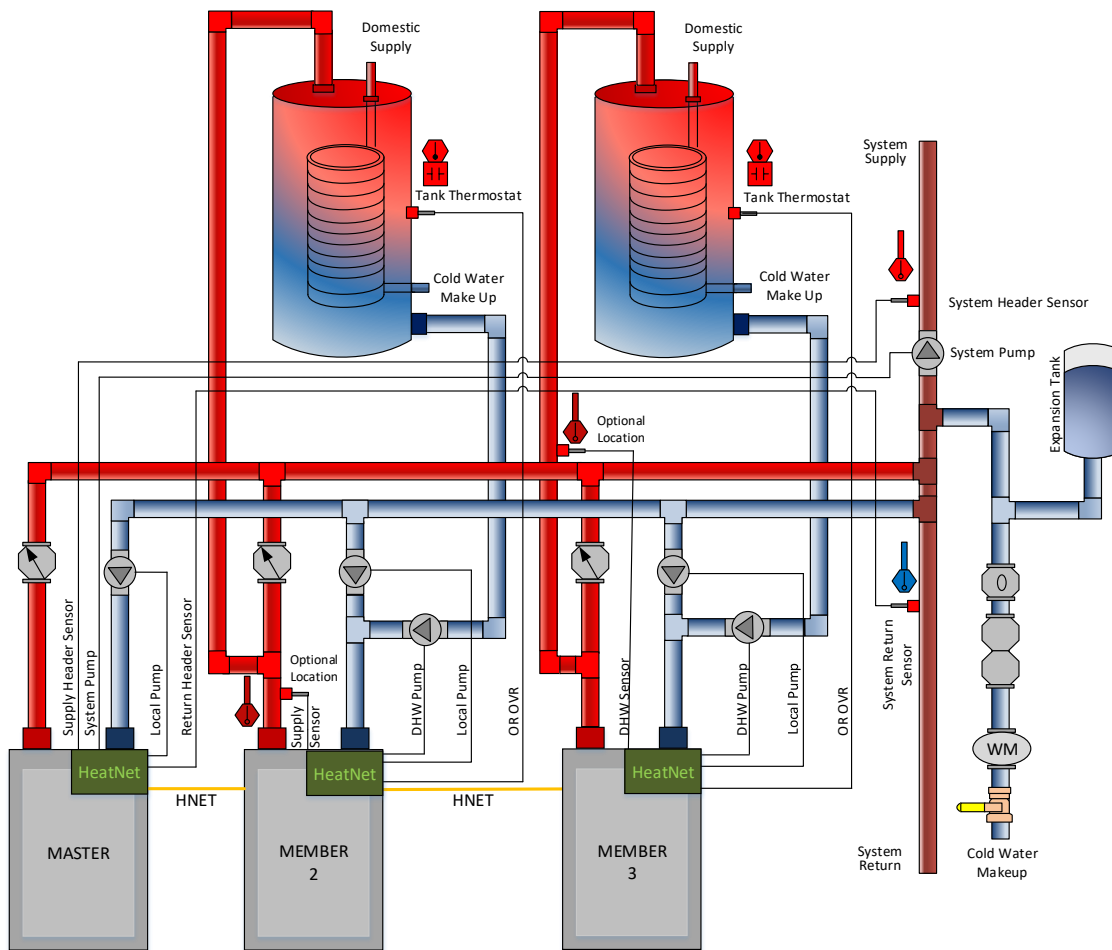 Domestic
Supply
Domestic
Supply
Tank Thermostat
Tank Thermostat
Cold Water
Make Up
Cold Water
Make Up
System
Supply
System Header Sensor
System Pump
Expansion Tank
Optional
Location
Optional
Location
Supply Header Sensor
System Pump
Local Pump
Return Header Sensor
Supply
Sensor
DHW Pump
Local Pump
OR OVR
DHW Sensor
DHW Pump
Local Pump
OR OVR
System Return
Sensor
0
WM
HeatNet
HeatNet
HeatNet
HNET
HNET
MASTER
MEMBER
2
MEMBER
3
System
Return
Cold Water
Makeup